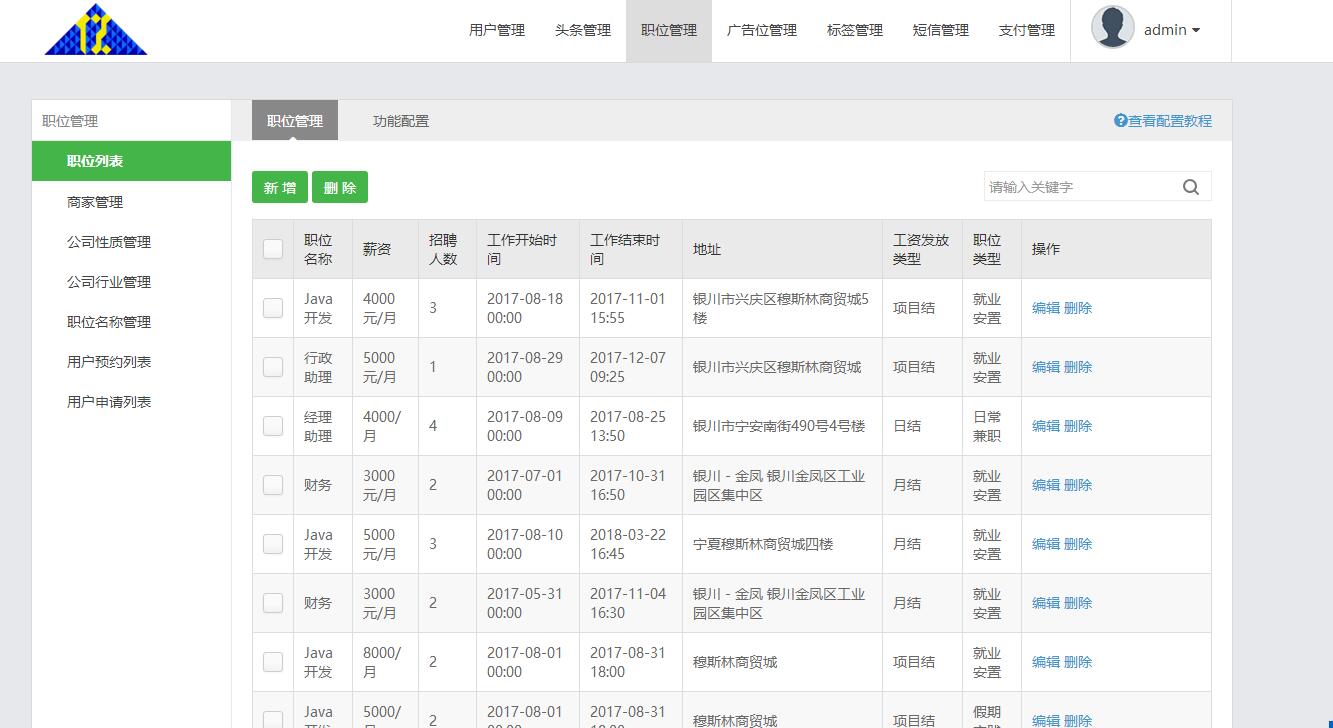 用户管理 头条管理 职位管理 广告位管理 标签管理 短信管理 支付管理 admin
职位管理
职位列表
商家管理
公司性质管理
公司行业管理
职位名称管理
用户预约列表
用户申请列表
职位管理 功能配置 查看配置教程
新 增 删 除 请输入关键字
职位名称 薪资 招聘人数 工作开始时间 工作结束时间 地址 工资发放类型 职位类型 操作
Java开发 4000元/月 3 2017-08-18 00:00 2017-11-01 15:55 银川市兴庆区穆斯林商贸城5楼 项目结 就业安置 编辑 删除
行政助理 5000元/月 1 2017-08-29 00:00 2017-12-07 09:25 银川市兴庆区穆斯林商贸城 项目结 就业安置 编辑 删除
经理助理 4000/月 4 2017-08-09 00:00 2017-08-25 13:50 银川市宁安南街490号4号楼 日结 日常兼职 编辑 删除
财务 3000元/月 2 2017-07-01 00:00 2017-10-31 16:50 银川 - 金凤 银川金凤区工业园区集中区 月结 就业安置 编辑 删除
Java开发 5000元/月 3 2017-08-10 00:00 2018-03-22 16:45 宁夏穆斯林商贸城四楼 月结 就业安置 编辑 删除
财务 3000元/月 2 2017-05-31 00:00 2017-11-04 16:30 银川 - 金凤 银川金凤区工业园区集中区 月结 就业安置 编辑 删除
Java开发 8000/月 2 2017-08-01 00:00 2017-08-31 18:00 穆斯林商贸城 项目结 就业安置 编辑 删除
Java 5000/ 2 2017-08-01 2017-08-31 穆斯林商贸城 项目结 假期 编辑 删除